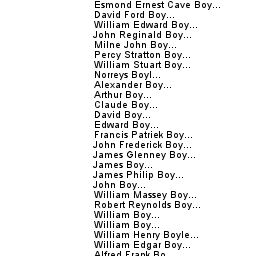 Esmond Ernest Cave Boy...
David Ford Boy...
William Edward Boy...
John Reginald Boy...
Milne John Boy...
Percy Stratton Boy...
William Stuart Boy...
Norreys Boyl...
Alexander Boy...
Arthur Boy...
Claude Boy...
David Boy...
Edward Boy...
Francis Patriek Boy...
John Frederick Boy...
James Glenney Boy...
James Boy...
James Philip Boy...
John Boy...
William Massey Boy...
Robert Reynolds Boy...
William Boy...
William Boy...
William Henry Boyle...
William Edgar Boy...
Alfred Frank Bo